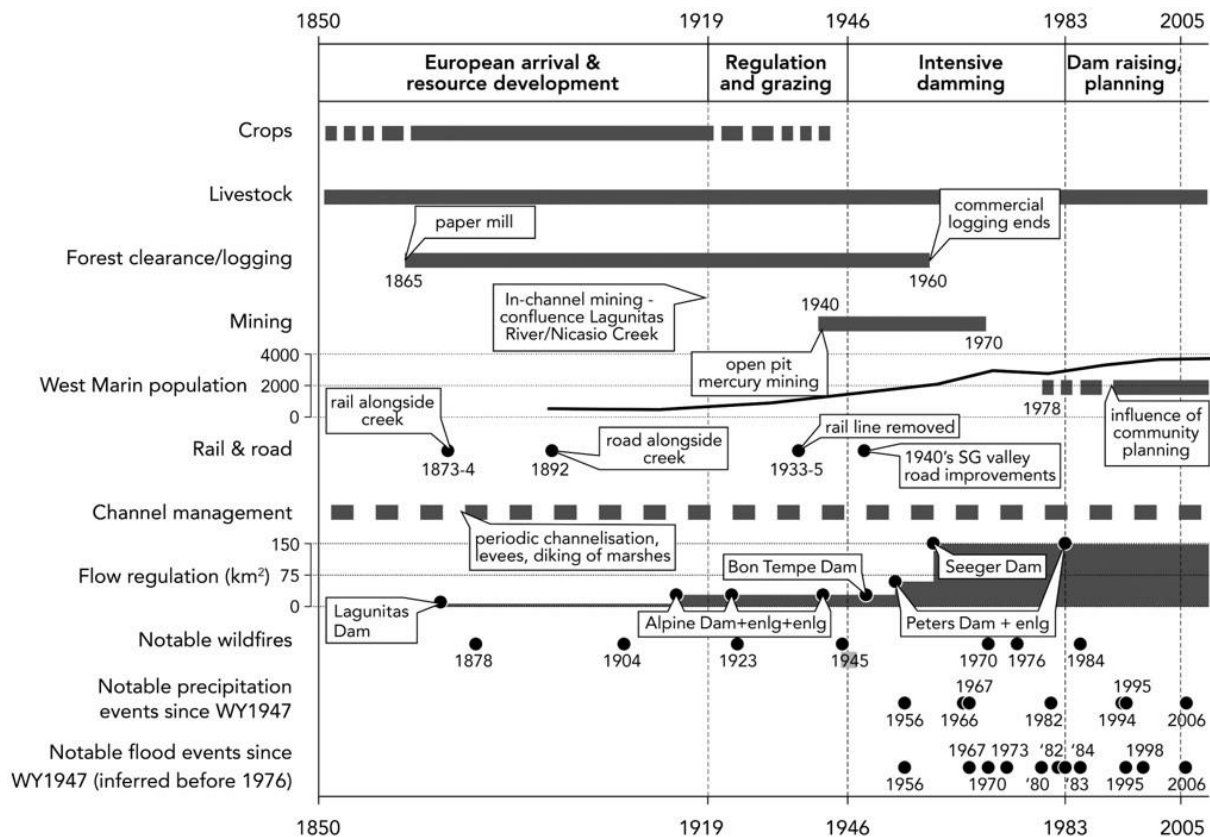 1850 1919 1946 1983 2005
European arrival & resource development
Regulation and grazing
Intensive damming
Dam raising, planning
Crops
Livestock
paper mill
commercial logging ends
Forest clearance/logging
1865 1960
In-channel mining - confluence Lagunitas River/Nicasio Creek
1940
Mining
1970
open pit mercury mining
4000
West Marin population 2000
0
1978
influence of community planning
rail alongside creek
Rail & road
1873-4
1892
road alongside creek
rail line removed
1933-5
1940's SG valley road improvements
Channel management
periodic channelisation, levees, diking of marshes
150
Flow regulation (km²) 75
0
Bon Tempe Dam
Seeger Dam
Lagunitas Dam
Alpine Dam+enlg+enlg
Peters Dam + enlg
Notable wildfires
1878 1904 1923 1945 1970 1976 1984
Notable precipitation
events since WY1947
1967 1995
1956 1966 1982 1994 2006
Notable flood events since
WY1947 (inferred before 1976)
1967 1973 '82 '84 1998
1956 1970 '80 '83 1995 2006
1850 1919 1946 1983 2005